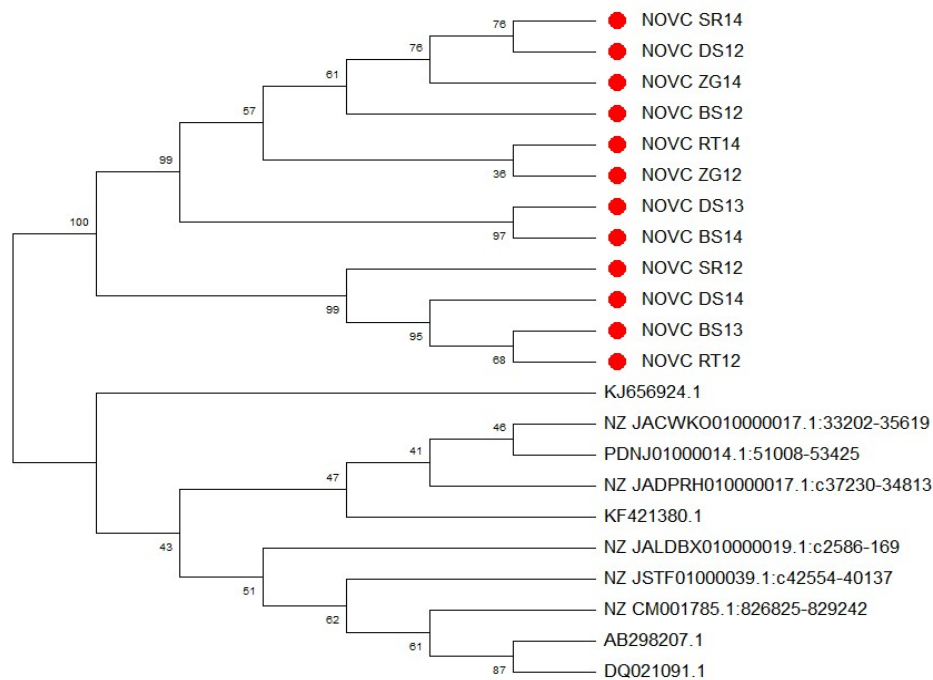 76
NOVC SR14
NOVC DS12
76
NOVC ZG14
61
NOVC BS12
57
NOVC RT14
36
NOVC ZG12
99
NOVC DS13
97
NOVC BS14
100
NOVC SR12
99
NOVC DS14
95
NOVC BS13
68
NOVC RT12
KJ656924.1
46
NZ JACWKO010000017.1:33202-35619
41
PDNJ01000014.1:51008-53425
47
NZ JADPRH010000017.1:c37230-34813
KF421380.1
43
NZ JALDBX010000019.1:c2586-169
51
NZ JSTF01000039.1:c42554-40137
62
NZ CM001785.1:826825-829242
61
AB298207.1
87
DQ021091.1